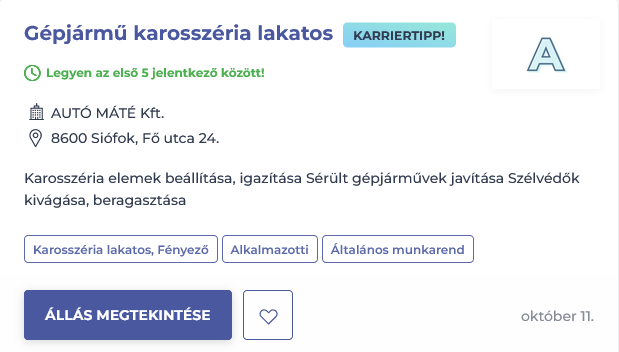 Gépjármű karosszéria lakatos KARRIERTIPP!
A
Legyen az első 5 jelentkező között!
AUTÓ MÁTÉ Kft.
8600 Siófok, Fő utca 24.
Karosszéria elemek beállítása, igazítása Sérült gépjárművek javítása Szélvédők
kivágása, beragasztása
Karosszéria lakatos, Fényező Alkalmazotti Általános munkarend
ÁLLÁS MEGTEKINTÉSE október 11.